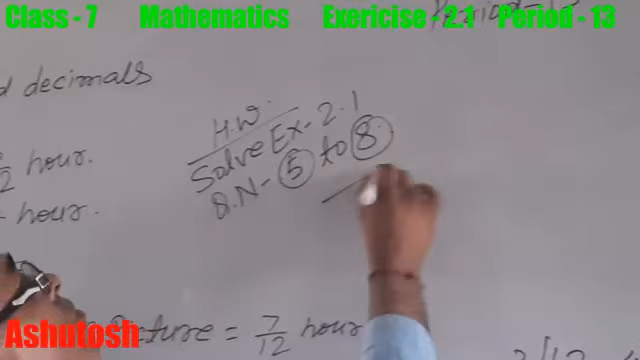 Class - 7 Mathematics Exericise - 2.1 Period - 13
decimals
H.W.
Solve Ex- 2.1
Q.N- 5 to 8
hour.
hour.
= 7/12 hour
Ashutosh